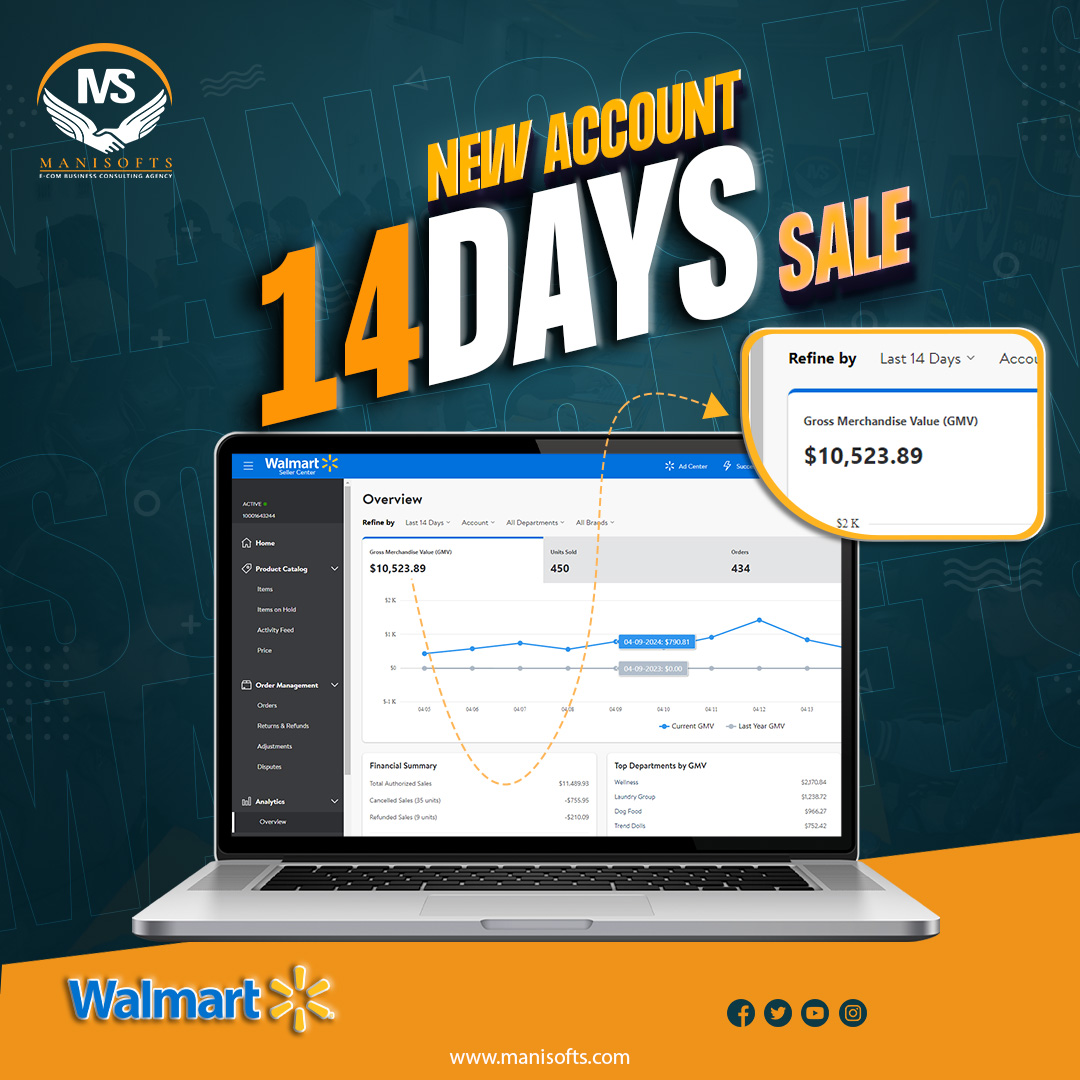 MS
MANISOFTS
E-COM BUSINESS CONSULTING AGENCY
NEW ACCOUNT
14 DAYS
SALE
Refine by Last 14 Days
Gross Merchandise Value (GMV)
$10,523.89
$2 K
Walmart
Seller Center
Ad Center
ACTIVE
10001643244
Home
Product Catalog
Items
Items on Hold
Activity Feed
Price
Order Management
Orders
Returns & Refunds
Adjustments
Disputes
Analytics
Overview
Overview
Refine by Last 14 Days Account All Departments All Brands
Gross Merchandise Value (GMV) Units Sold Orders
$10,523.89 450 434
$2 K
$1 K
$0
$-1 K
04-09-2024: $790.81
04-09-2023: $0.00
04 05 04 06 04 07 04 08 04 09 04 10 04 11 04 12 04 13
Current GMV Last Year GMV
Financial Summary
Total Authorized Sales $11,489.93
Cancelled Sales (35 units) -$755.95
Refunded Sales (9 units) -$210.09
Top Departments by GMV
Wellness $2,170.84
Laundry Group $1,238.72
Dog Food $966.27
Trend Dolls $752.42
Walmart
www.manisofts.com